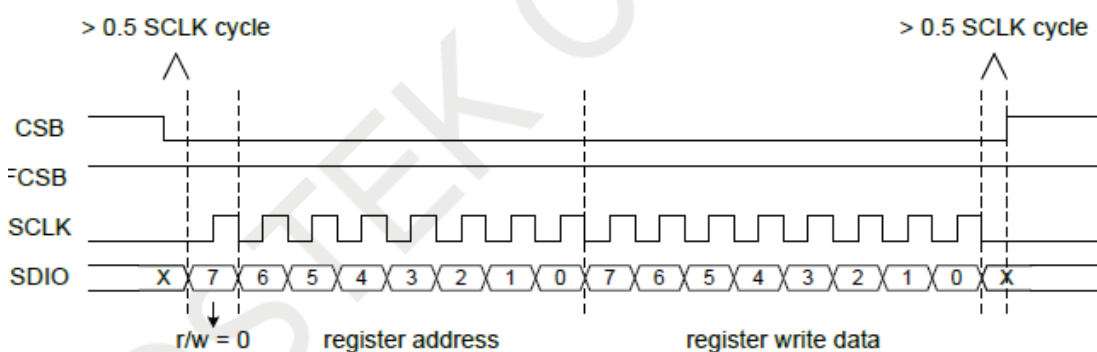 > 0.5 SCLK cycle > 0.5 SCLK cycle
CSB
FCSB
SCLK
SDIO X 7 6 5 4 3 2 1 0 7 6 5 4 3 2 1 0 X
r/w = 0 register address register write data